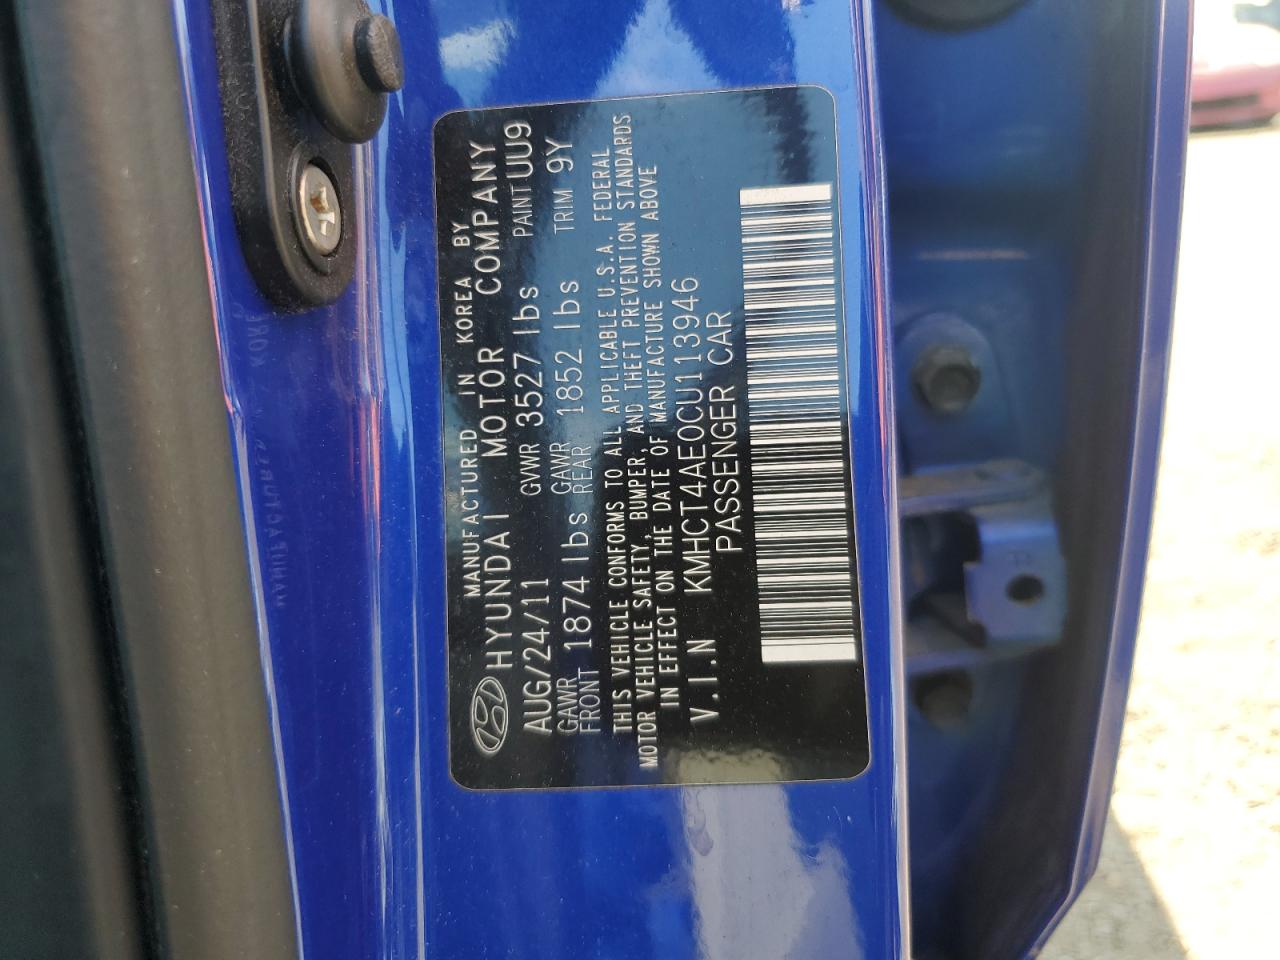 MANUFACTURED IN KOREA BY
HYUNDAI MOTOR COMPANY
AUG/24/11 GVWR 3527 lbs PAINT UU9
GAWR FRONT 1874 lbs GAWR REAR 1852 lbs TRIM 9Y
THIS VEHICLE CONFORMS TO ALL APPLICABLE U.S.A. FEDERAL
MOTOR VEHICLE SAFETY, BUMPER, AND THEFT PREVENTION STANDARDS
IN EFFECT ON THE DATE OF MANUFACTURE SHOWN ABOVE
V.I.N KMHCT4AE0CU113946
PASSENGER CAR